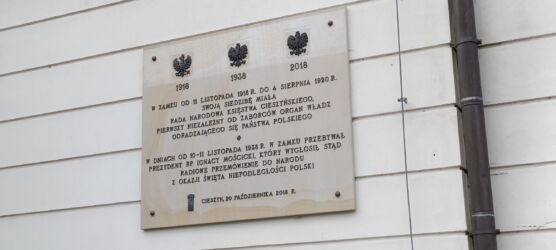 1918 1938 2018
W ZAMKU OD 11 LISTOPADA 1918 R. DO 4 SIERPNIA 1920 R.
SWOJĄ SIEDZIBĘ MIAŁA
RADA NARODOWA KSIĘSTWA CIESZYŃSKIEGO,
PIERWSZY NIEZALEŻNY OD ZABORCÓW ORGAN WŁADZ
ODRADZAJĄCEGO SIĘ PAŃSTWA POLSKIEGO
W DNIACH OD 10-11 LISTOPADA 1938 R. W ZAMKU PRZEBYWAŁ
PREZYDENT RP IGNACY MOŚCICKI, KTÓRY WYGŁOSIŁ STĄD
RADIOWE PRZEMÓWIENIE DO NARODU
Z OKAZJI ŚWIĘTA NIEPODLEGŁOŚCI POLSKI
CIESZYN, 20 PAŹDZIERNIKA 2018 R.